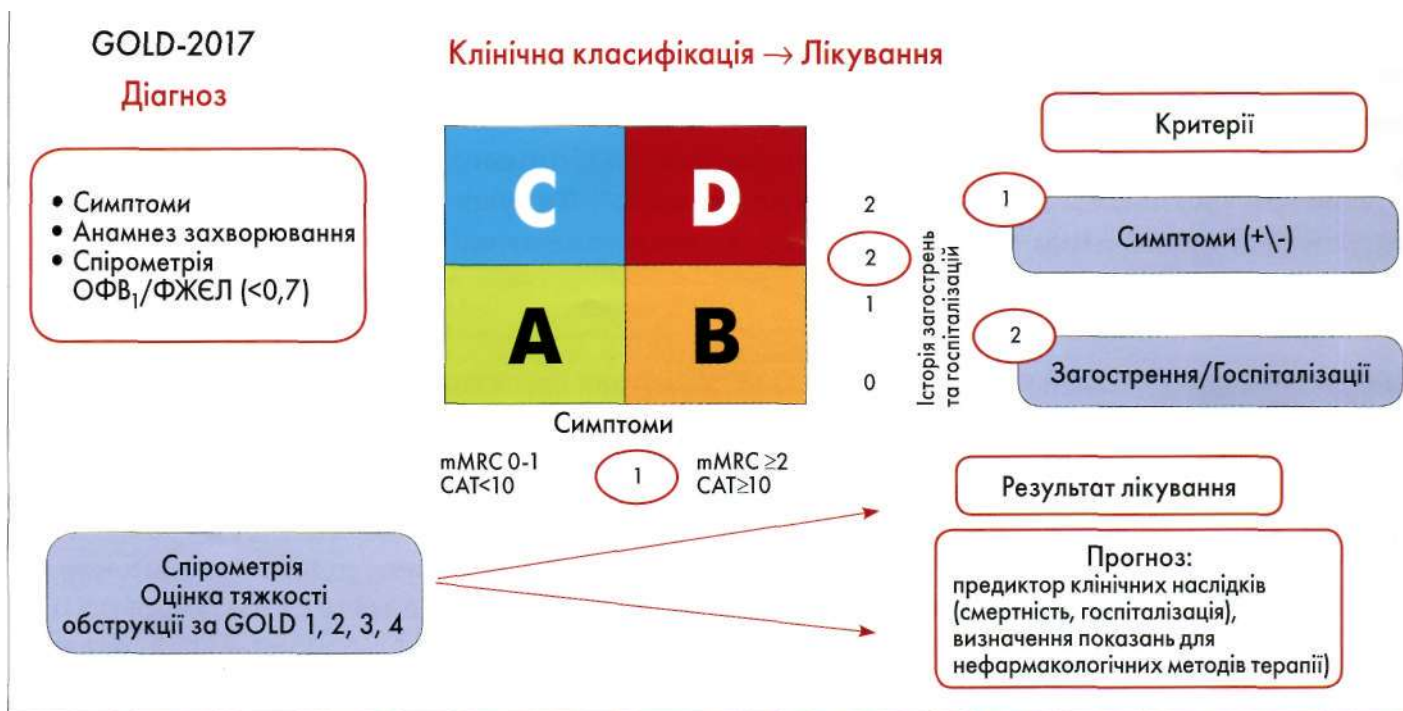 GOLD-2017
Діагноз
Клінічна класифікація → Лікування
• Симптоми
• Анамнез захворювання
• Спірометрія
ОФВ₁/ФЖЄЛ (<0,7)
C
D
A
B
2
2
1
0
Історія загострень
та госпіталізацій
Симптоми
mMRC 0-1
CAT<10
1
mMRC ≥2
CAT≥10
Критерії
1
Симптоми (+\-)
2
Загострення/Госпіталізації
Спірометрія
Оцінка тяжкості
обструкції за GOLD 1, 2, 3, 4
Результат лікування
Прогноз:
предиктор клінічних наслідків
(смертність, госпіталізація),
визначення показань для
нефармакологічних методів терапії)